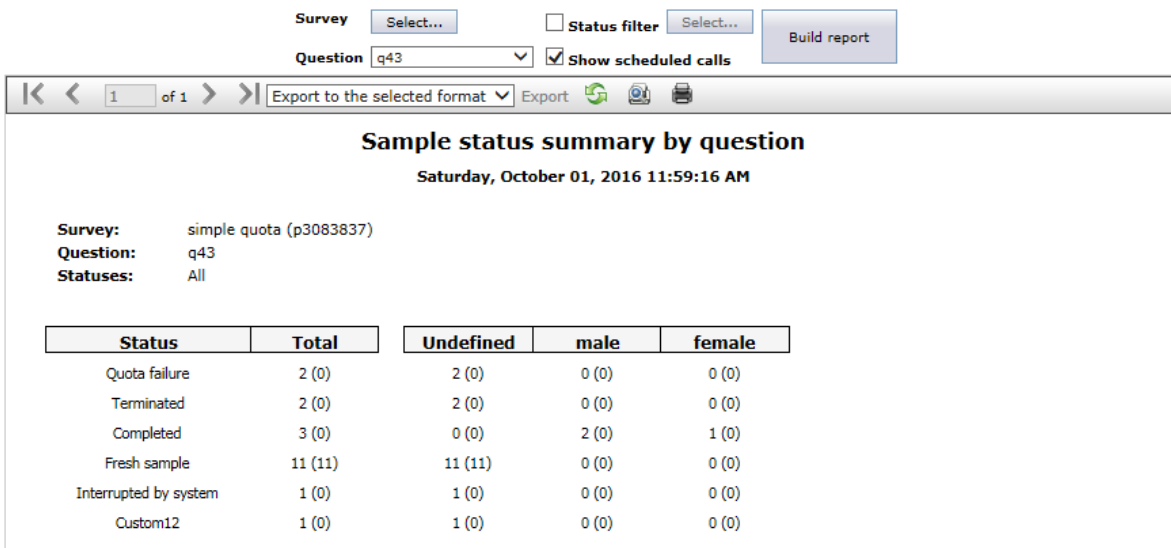 Survey Select... Status filter Select... Build report
Question q43 Show scheduled calls
1 of 1 Export to the selected format Export
Sample status summary by question
Saturday, October 01, 2016 11:59:16 AM
Survey: simple quota (p3083837)
Question: q43
Statuses: All
Status Total Undefined male female
Quota failure 2 (0) 2 (0) 0 (0) 0 (0)
Terminated 2 (0) 2 (0) 0 (0) 0 (0)
Completed 3 (0) 0 (0) 2 (0) 1 (0)
Fresh sample 11 (11) 11 (11) 0 (0) 0 (0)
Interrupted by system 1 (0) 1 (0) 0 (0) 0 (0)
Custom12 1 (0) 1 (0) 0 (0) 0 (0)